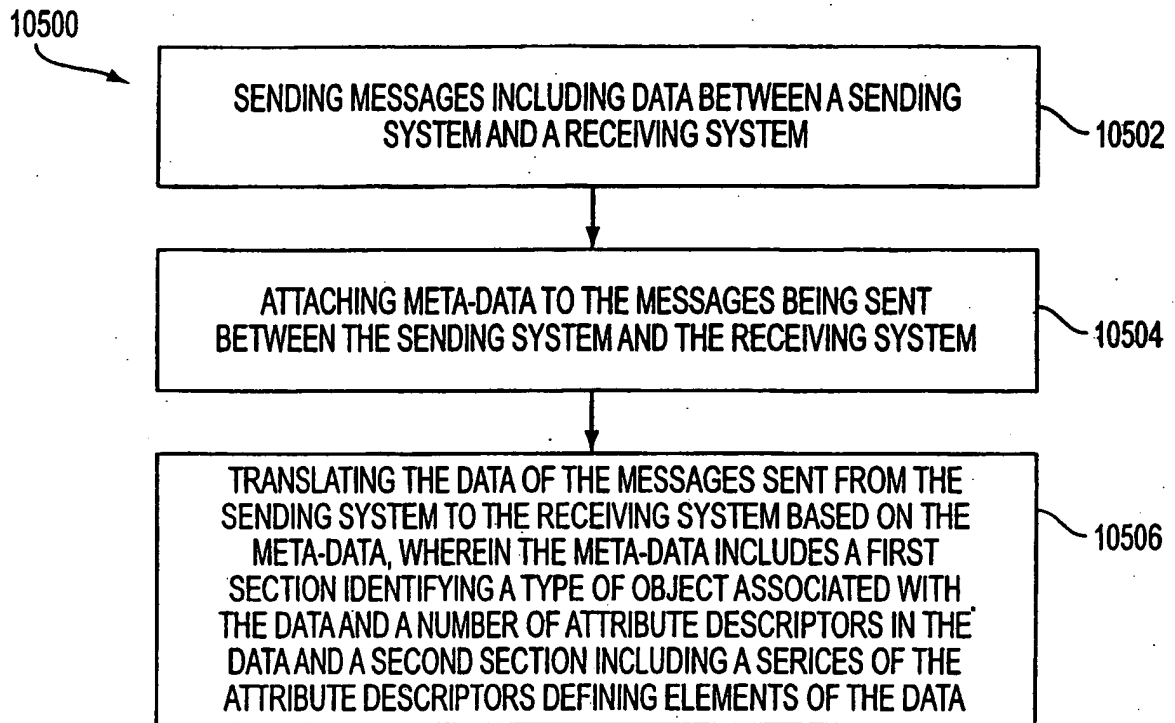 10500
SENDING MESSAGES INCLUDING DATA BETWEEN A SENDING
SYSTEM AND A RECEIVING SYSTEM
10502
ATTACHING META-DATA TO THE MESSAGES BEING SENT
BETWEEN THE SENDING SYSTEM AND THE RECEIVING SYSTEM
10504
TRANSLATING THE DATA OF THE MESSAGES SENT FROM THE
SENDING SYSTEM TO THE RECEIVING SYSTEM BASED ON THE
META-DATA, WHEREIN THE META-DATA INCLUDES A FIRST
SECTION IDENTIFYING A TYPE OF OBJECT ASSOCIATED WITH
THE DATA AND A NUMBER OF ATTRIBUTE DESCRIPTORS IN THE
DATA AND A SECOND SECTION INCLUDING A SERICES OF THE
ATTRIBUTE DESCRIPTORS DEFINING ELEMENTS OF THE DATA
10506